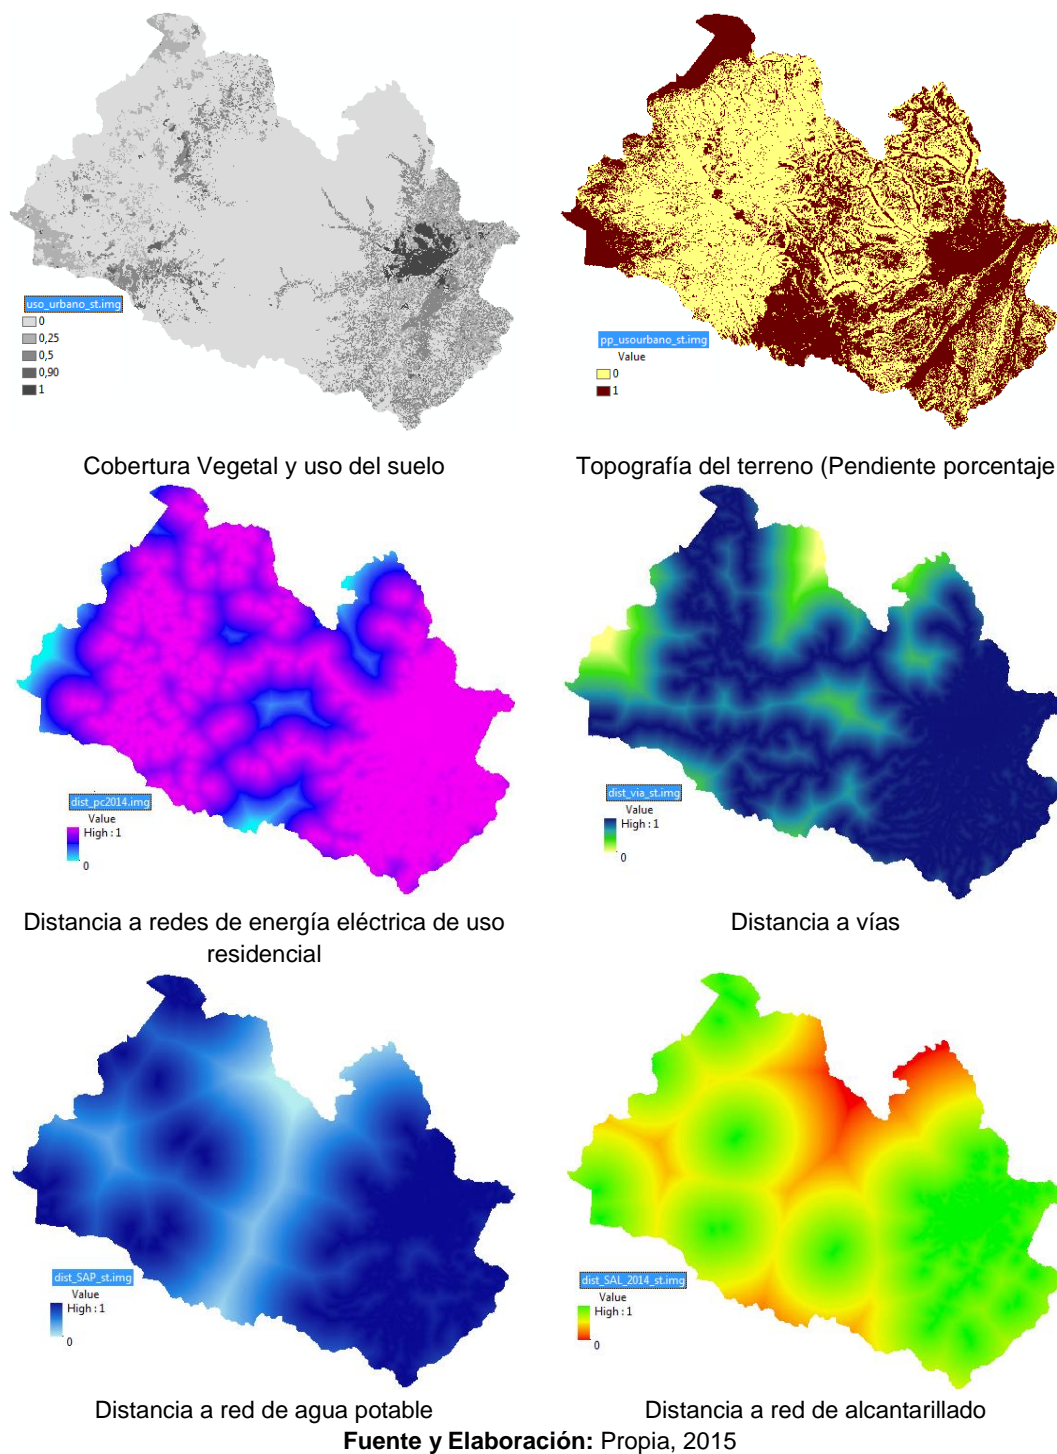 uso_urbano_st.img
0
0,25
0,5
0,90
1
pp_usourbano_st.img
Value
0
1
Cobertura Vegetal y uso del suelo
Topografía del terreno (Pendiente porcentaje
dist_pc2014.img
Value
High : 1
0
dist_via_st.img
Value
High : 1
0
Distancia a redes de energía eléctrica de uso
residencial
Distancia a vías
dist_SAP_st.img
Value
High : 1
0
dist_SAL_2014_st.img
Value
High : 1
0
Distancia a red de agua potable
Distancia a red de alcantarillado
Fuente y Elaboración: Propia, 2015